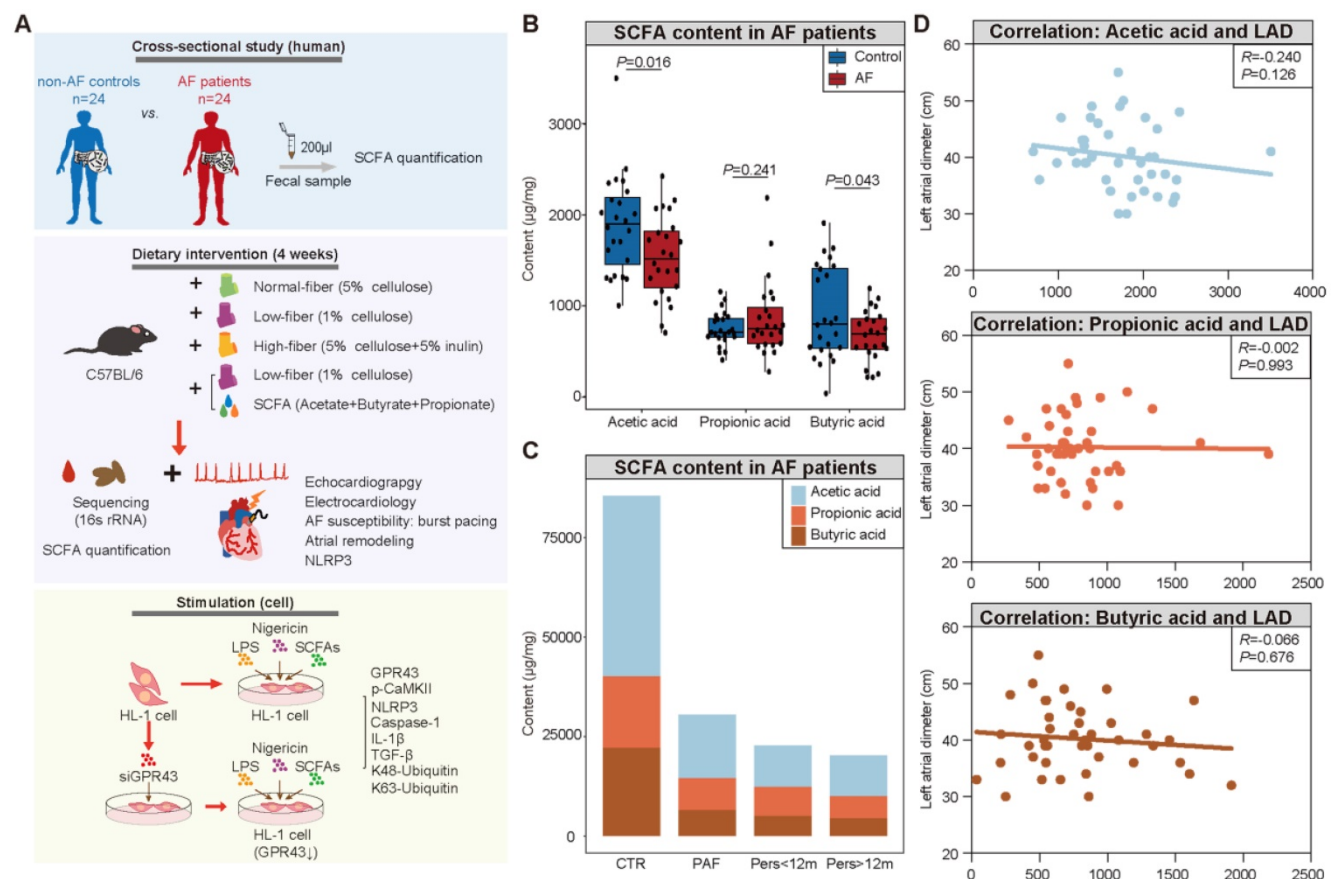 A
Cross-sectional study (human)
non-AF controls
n=24
vs.
AF patients
n=24
200µl
Fecal sample
SCFA quantification
Dietary intervention (4 weeks)
C57BL/6
+ Normal-fiber (5% cellulose)
+ Low-fiber (1% cellulose)
+ High-fiber (5% cellulose+5% inulin)
+ Low-fiber (1% cellulose)
SCFA (Acetate+Butyrate+Propionate)
+
Sequencing
(16s rRNA)
SCFA quantification
Echocardiograpgy
Electrocardiology
AF susceptibility: burst pacing
Atrial remodeling
NLRP3
Stimulation (cell)
Nigericin
LPS
SCFAs
HL-1 cell
HL-1 cell
siGPR43
Nigericin
LPS
SCFAs
HL-1 cell
(GPR43↓)
GPR43
p-CaMKII
NLRP3
Caspase-1
IL-1β
TGF-β
K48-Ubiquitin
K63-Ubiquitin
B
SCFA content in AF patients
Control
AF
P=0.016
P=0.241
P=0.043
Content (µg/mg)
3000
2000
1000
0
Acetic acid
Propionic acid
Butyric acid
C
SCFA content in AF patients
Acetic acid
Propionic acid
Butyric acid
Content (µg/mg)
75000
50000
25000
0
CTR
PAF
Pers<12m
Pers>12m
D
Correlation: Acetic acid and LAD
R=-0.240
P=0.126
Left atrial dimeter (cm)
60
50
40
30
20
0
1000
2000
3000
4000
Correlation: Propionic acid and LAD
R=-0.002
P=0.993
Left atrial dimeter (cm)
60
50
40
30
20
0
500
1000
1500
2000
2500
Correlation: Butyric acid and LAD
R=-0.066
P=0.676
Left atrial dimeter (cm)
60
50
40
30
20
0
500
1000
1500
2000
2500